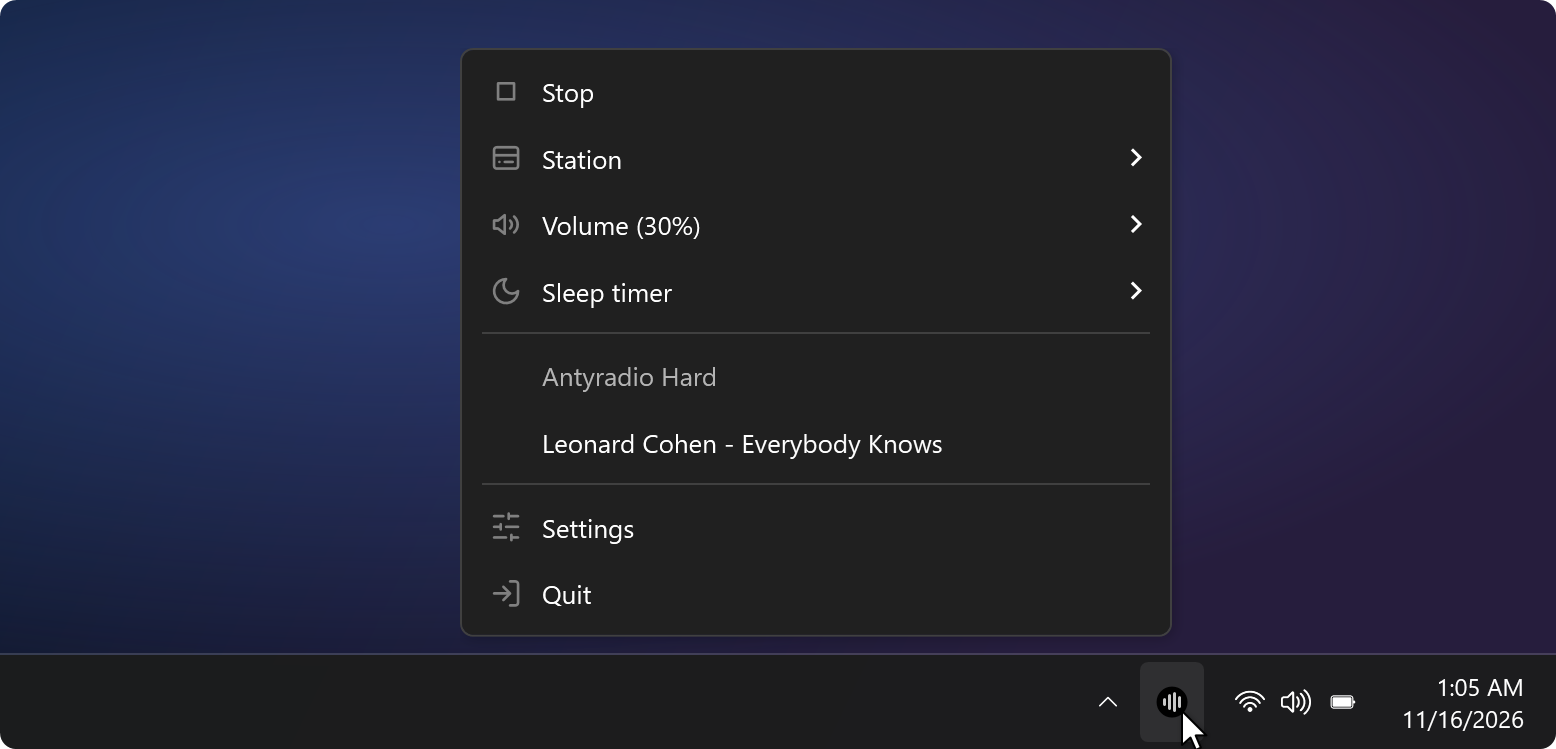 Stop
Station
Volume (30%)
Sleep timer
Antyradio Hard
Leonard Cohen - Everybody Knows
Settings
Quit
1:05 AM
11/16/2026